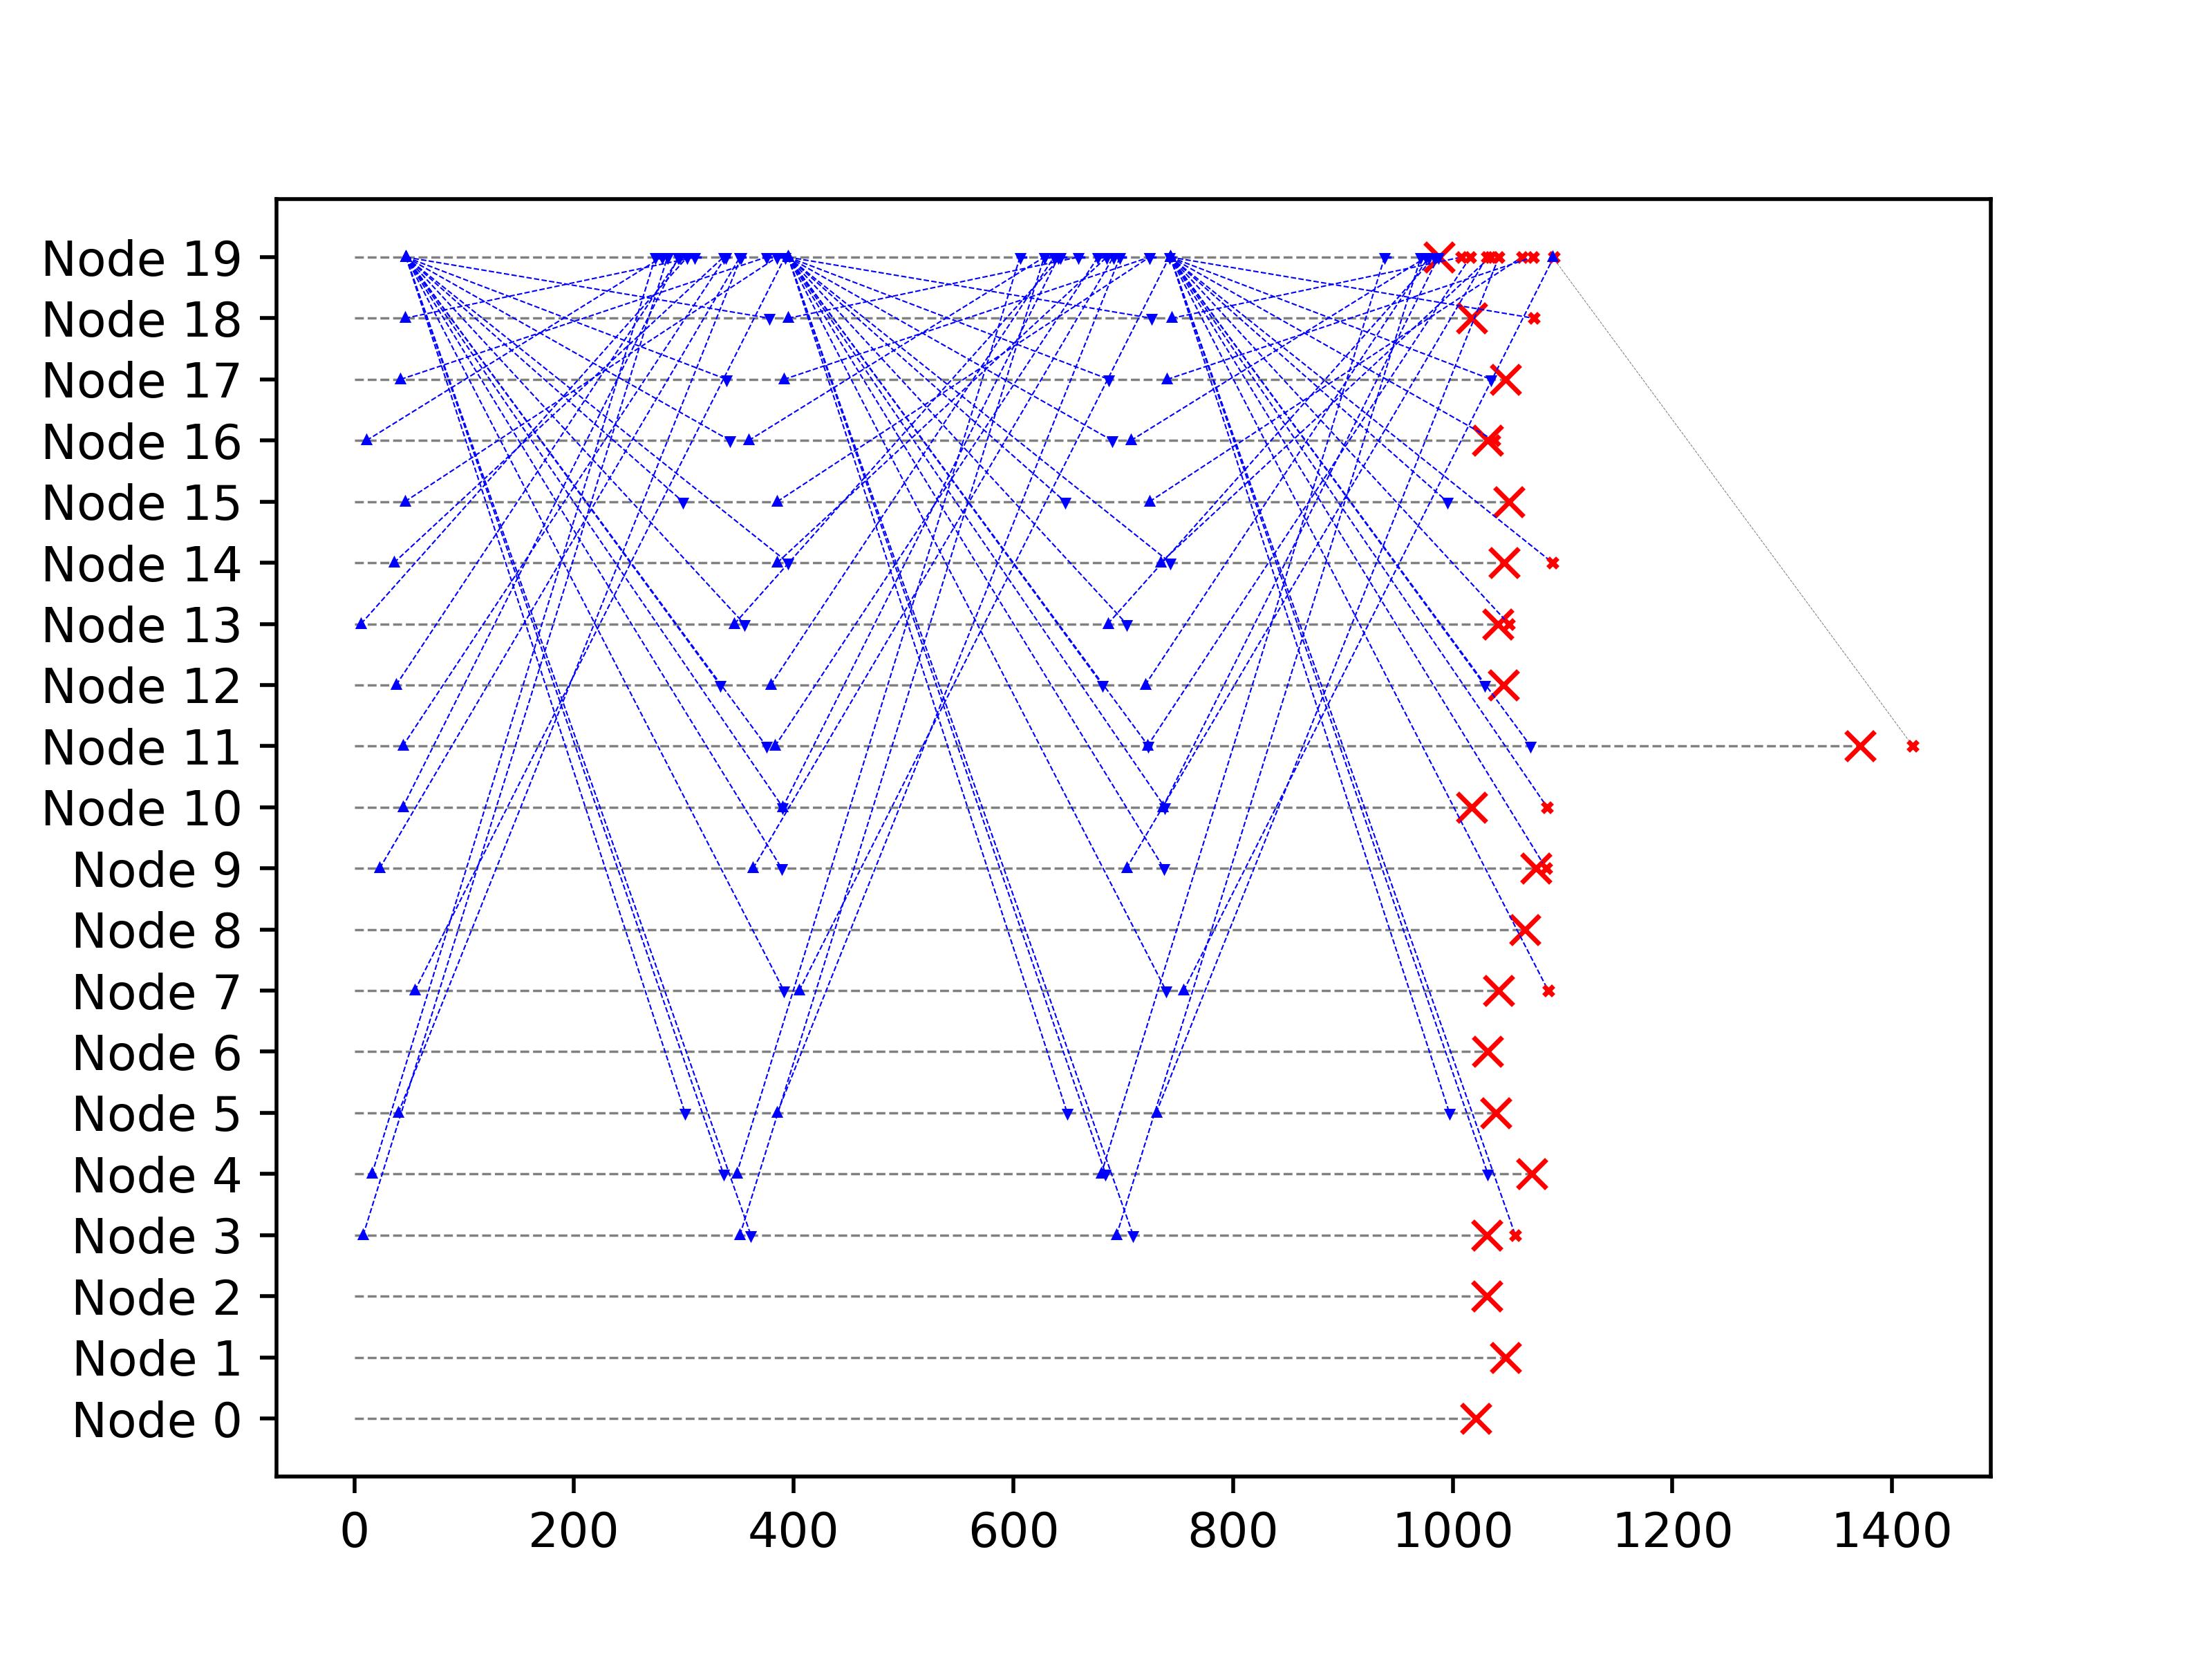 Node 19
Node 18
Node 17
Node 16
Node 15
Node 14
Node 13
Node 12
Node 11
Node 10
Node 9
Node 8
Node 7
Node 6
Node 5
Node 4
Node 3
Node 2
Node 1
Node 0
0 200 400 600 800 1000 1200 1400